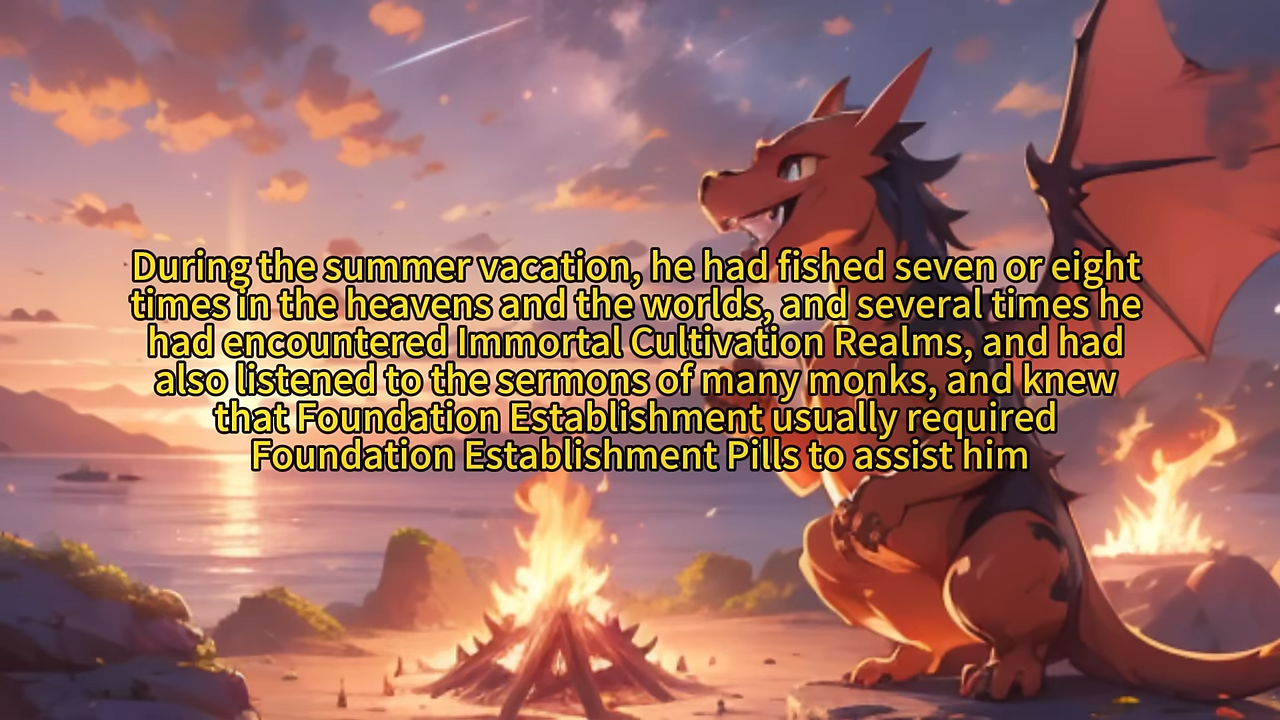 During the summer vacation, he had fished seven or eight
times in the heavens and the worlds, and several times he
had encountered Immortal Cultivation Realms, and had
also listened to the sermons of many monks, and knew
that Foundation Establishment usually required
Foundation Establishment Pills to assist him